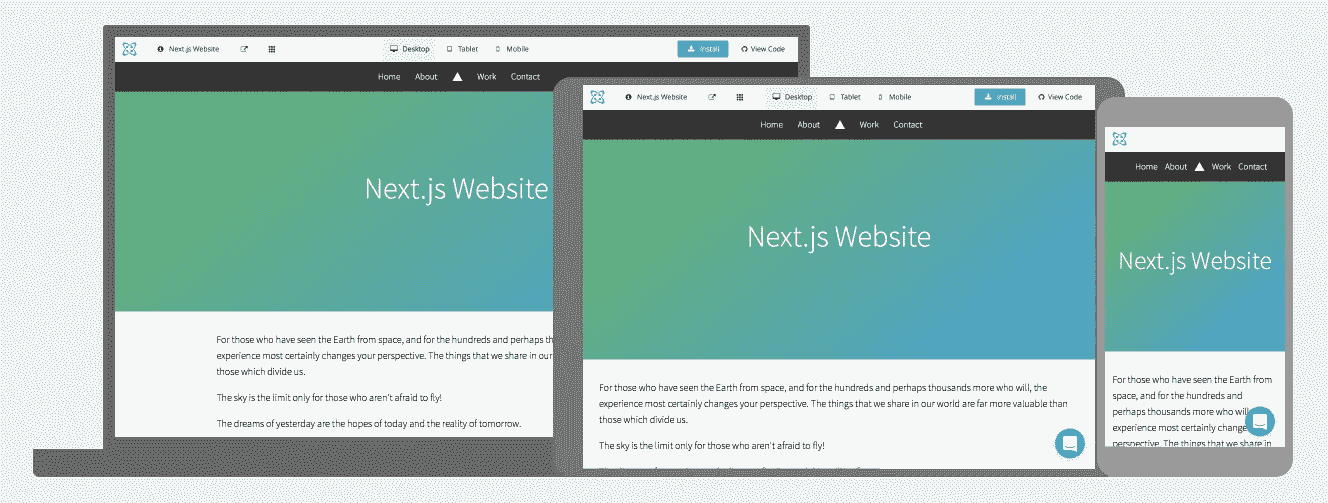 Next.js Website Desktop Tablet Mobile Install View Code
Home About Work Contact
Next.js Website
For those who have seen the Earth from space, and for the hundreds and perhaps th
experience most certainly changes your perspective. The things that we share in our
those which divide us.
The sky is the limit only for those who aren't afraid to fly!
The dreams of yesterday are the hopes of today and the reality of tomorrow.
Next.js Website Desktop Tablet Mobile Install View Code
Home About Work Contact
Next.js Website
For those who have seen the Earth from space, and for the hundreds and perhaps thousands more who will, the
experience most certainly changes your perspective. The things that we share in our world are far more valuable than
those which divide us.
The sky is the limit only for those who aren't afraid to fly!
Home About Work Contact
Next.js Website
For those who have seen the Earth from
space, and for the hundreds and
perhaps thousands more who will
experience most certainly change
perspective. The things that we share in